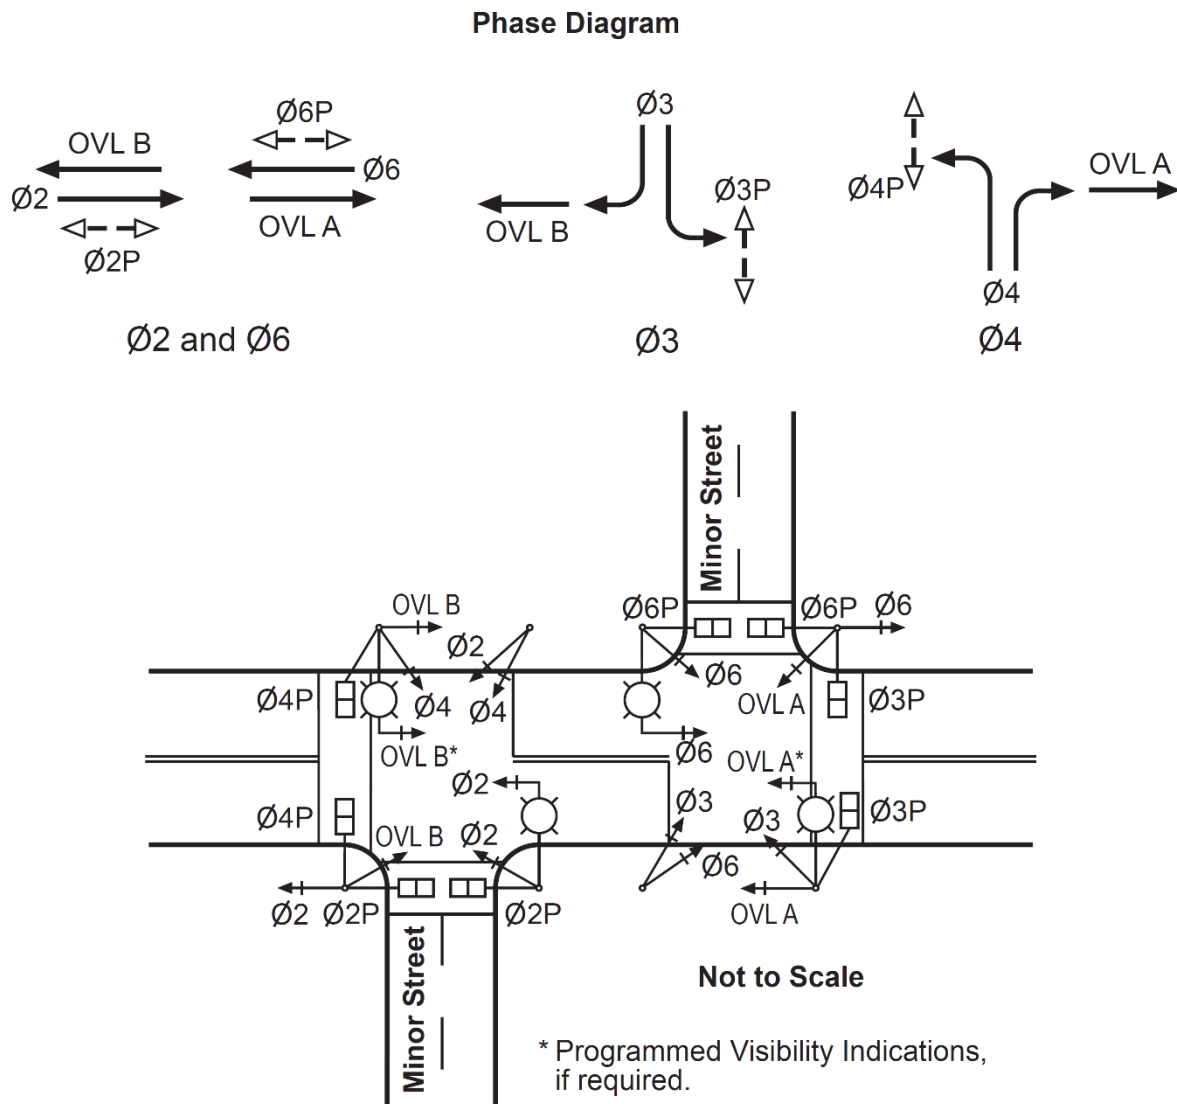 Phase Diagram
Ø6P
Ø3
OVL B
OVL A
Ø2
Ø6
Ø3P
Ø4P
OVL A
OVL B
Ø2P
Ø4
Ø2 and Ø6
Ø3
Ø4
Minor Street
OVL B
Ø6P
Ø6P
Ø6
Ø2
Ø4P
Ø4
Ø4
Ø6
OVL A
Ø3P
OVL B*
Ø6
OVL A*
Ø2
Ø3
Ø4P
OVL B
Ø2
Ø3
Ø3P
Ø6
Ø2
Ø2P
Ø2P
OVL A
Minor Street
Not to Scale
* Programmed Visibility Indications,
if required.